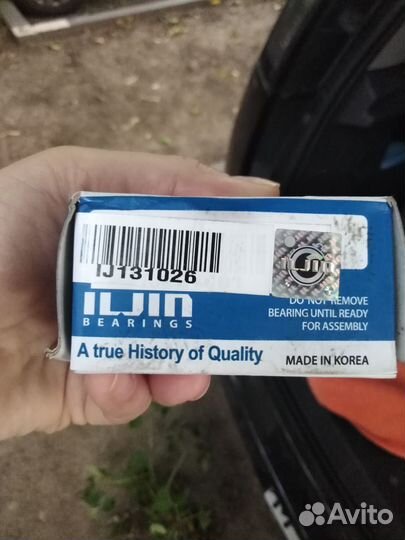 IJ131026
ILJIN
ILJIN
BEARINGS
DO NOT REMOVE
BEARING UNTIL READY
FOR ASSEMBLY
A true History of Quality
MADE IN KOREA
Avito